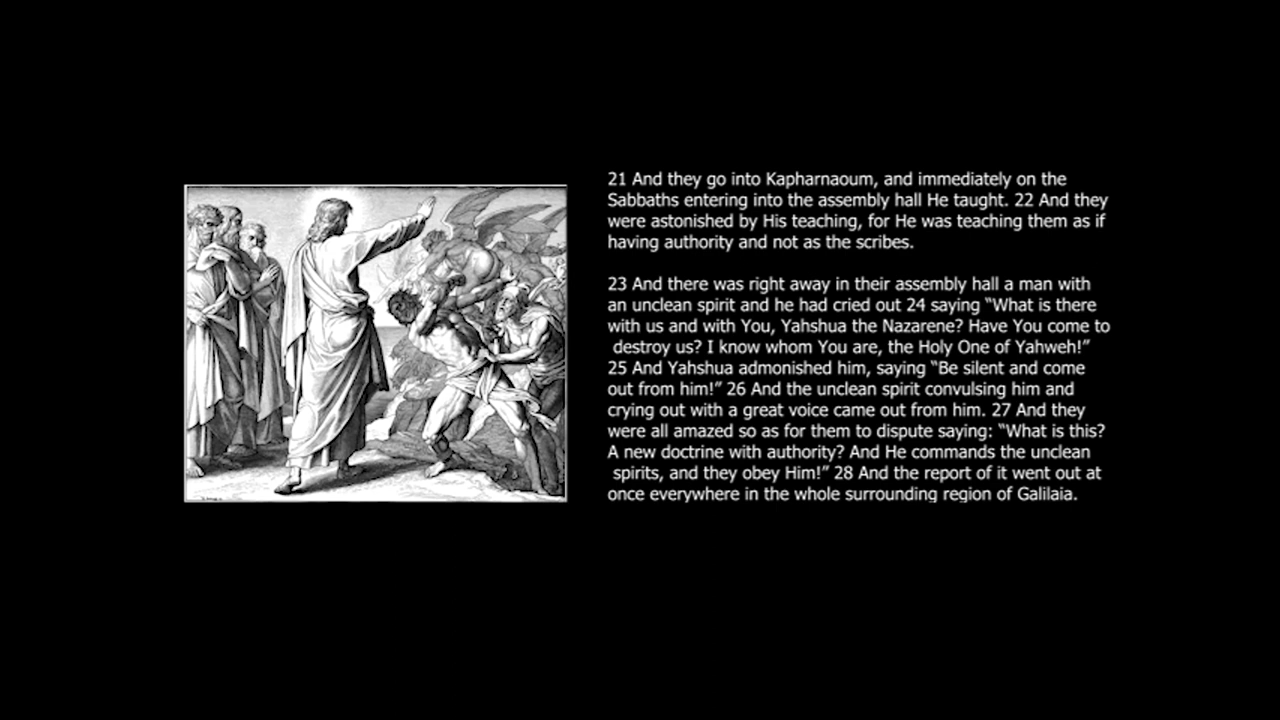 21 And they go into Kapharnaoum, and immediately on the
Sabbaths entering into the assembly hall He taught. 22 And they
were astonished by His teaching, for He was teaching them as if
having authority and not as the scribes.
23 And there was right away in their assembly hall a man with
an unclean spirit and he had cried out 24 saying “What is there
with us and with You, Yahshua the Nazarene? Have You come to
destroy us? I know whom You are, the Holy One of Yahweh!”
25 And Yahshua admonished him, saying “Be silent and come
out from him!” 26 And the unclean spirit convulsing him and
crying out with a great voice came out from him. 27 And they
were all amazed so as for them to dispute saying: “What is this?
A new doctrine with authority? And He commands the unclean
spirits, and they obey Him!” 28 And the report of it went out at
once everywhere in the whole surrounding region of Galilaia.